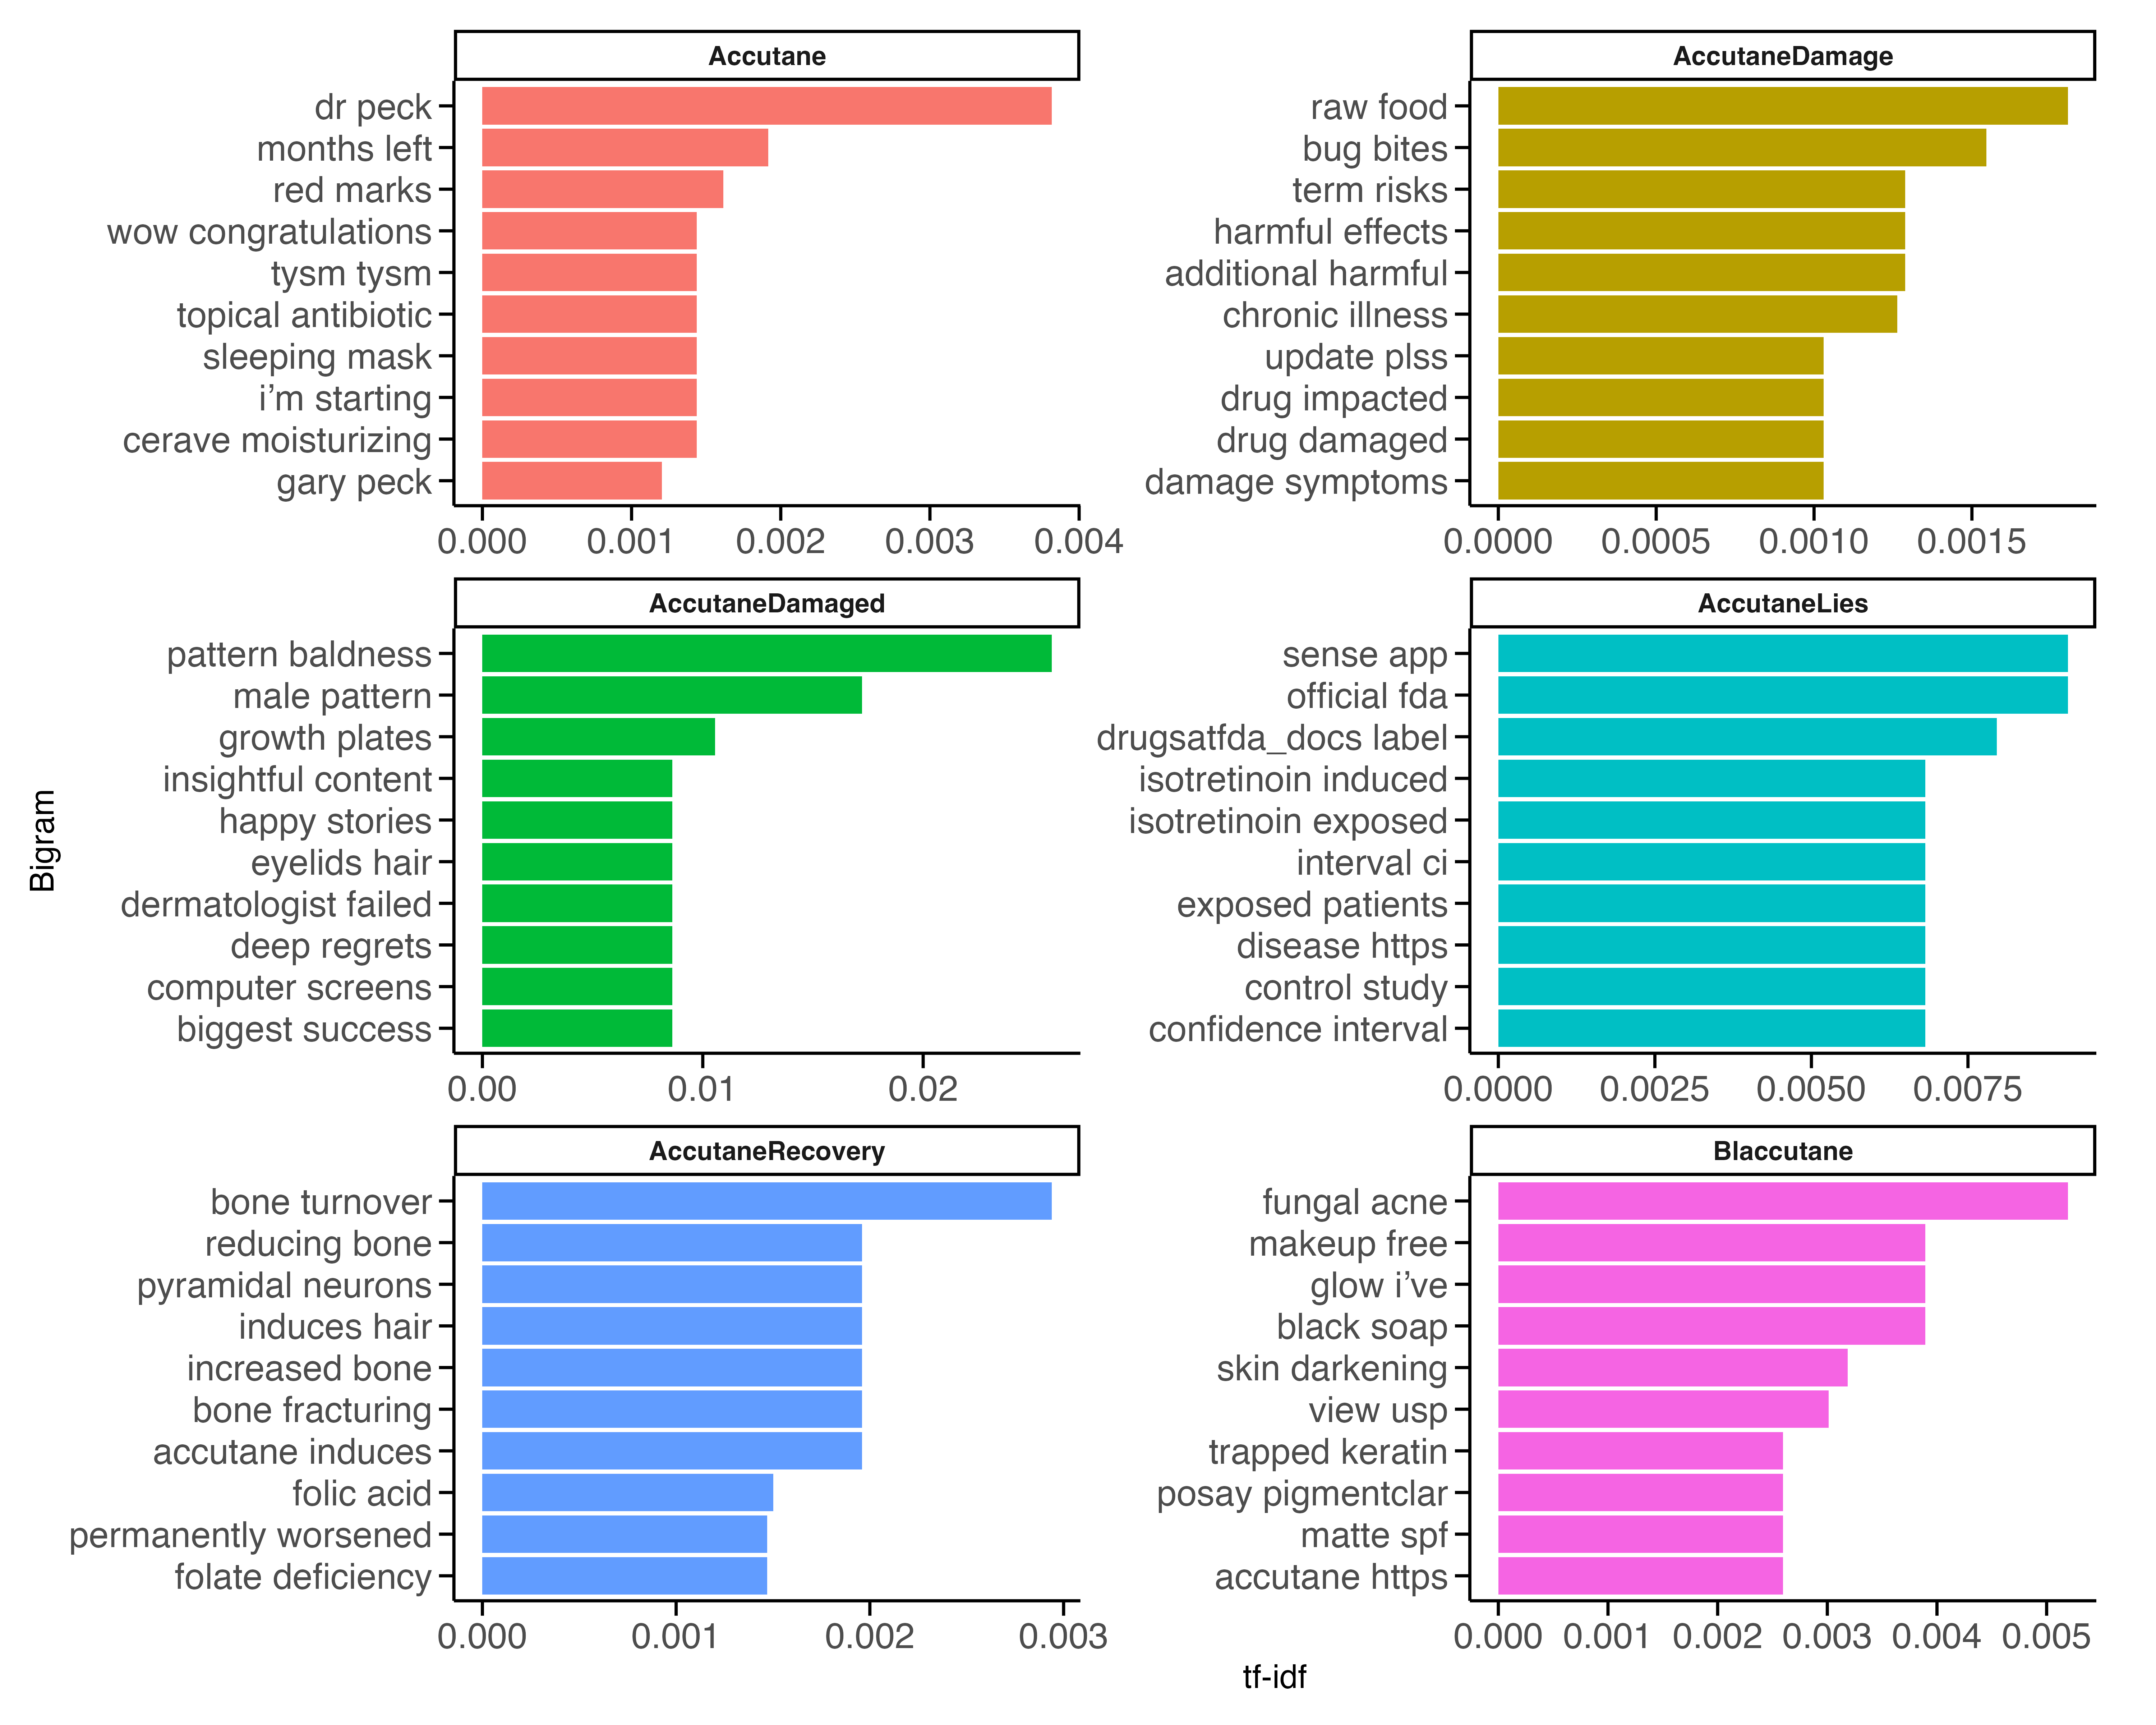 Accutane
dr peck
months left
red marks
wow congratulations
tysm tysm
topical antibiotic
sleeping mask
i’m starting
cerave moisturizing
gary peck
0.000 0.001 0.002 0.003 0.004
AccutaneDamage
raw food
bug bites
term risks
harmful effects
additional harmful
chronic illness
update plss
drug impacted
drug damaged
damage symptoms
0.0000 0.0005 0.0010 0.0015
AccutaneDamaged
pattern baldness
male pattern
growth plates
insightful content
happy stories
eyelids hair
dermatologist failed
deep regrets
computer screens
biggest success
0.00 0.01 0.02
AccutaneLies
sense app
official fda
drugsatfda_docs label
isotretinoin induced
isotretinoin exposed
interval ci
exposed patients
disease https
control study
confidence interval
0.0000 0.0025 0.0050 0.0075
AccutaneRecovery
bone turnover
reducing bone
pyramidal neurons
induces hair
increased bone
bone fracturing
accutane induces
folic acid
permanently worsened
folate deficiency
0.000 0.001 0.002 0.003
Blaccutane
fungal acne
makeup free
glow i’ve
black soap
skin darkening
view usp
trapped keratin
posay pigmentclar
matte spf
accutane https
0.000 0.001 0.002 0.003 0.004 0.005
Bigram
tf-idf